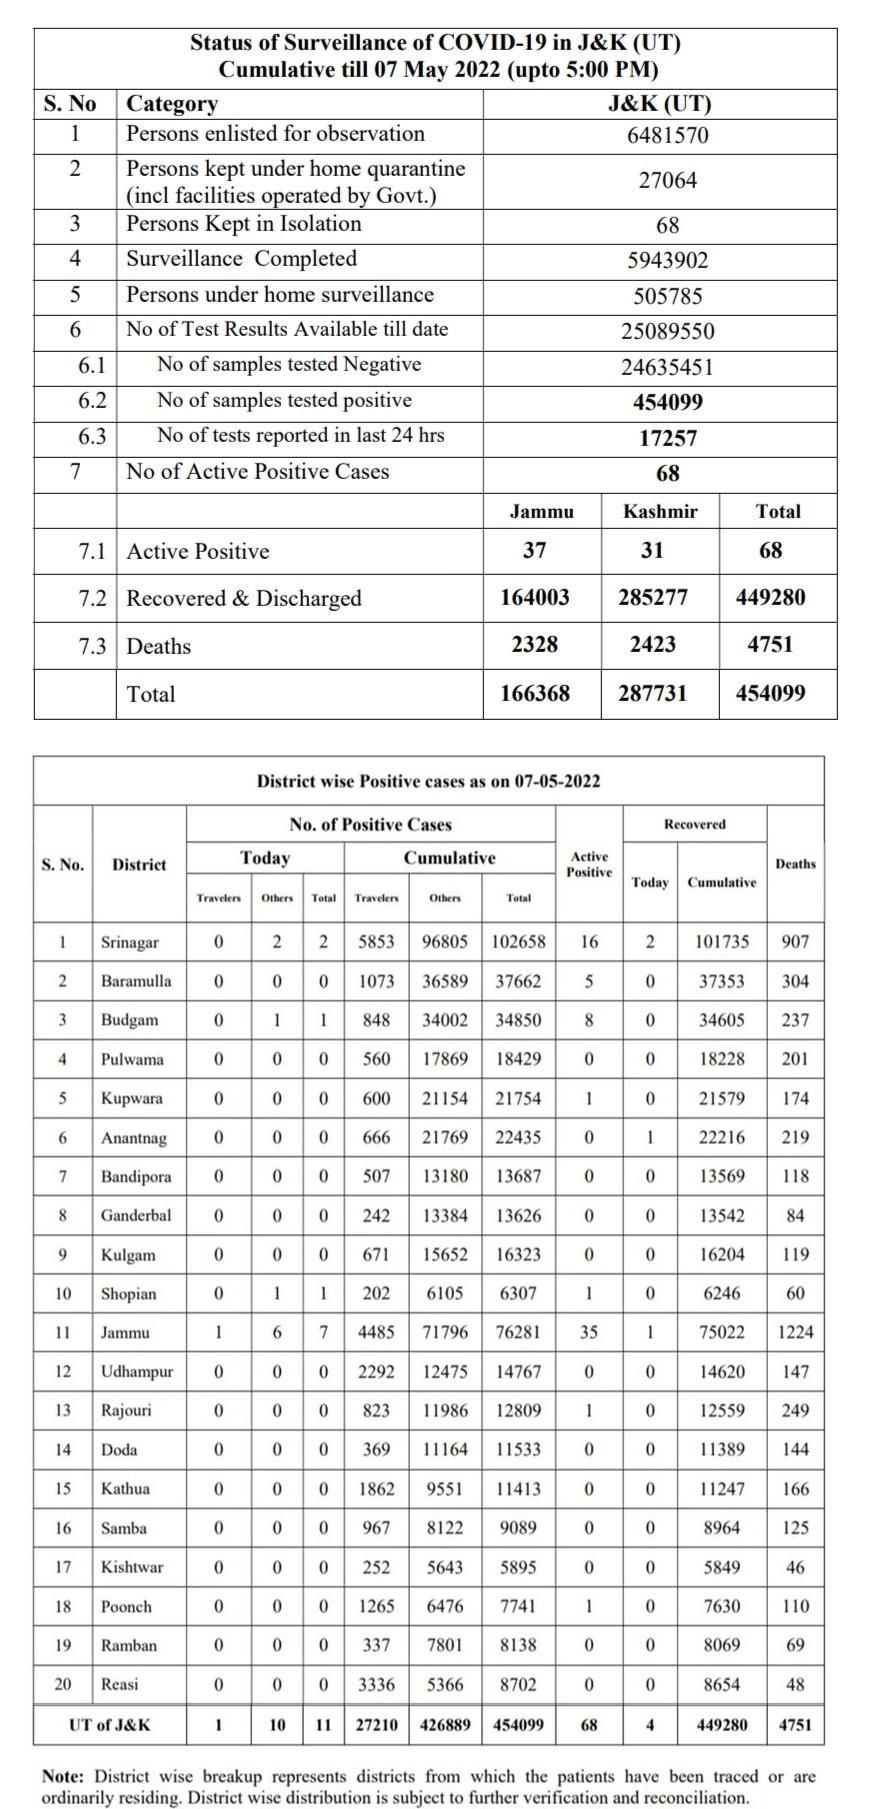 Status of Surveillance of COVID-19 in J&K (UT)
Cumulative till 07 May 2022 (upto 5:00 PM)
S. No Category J&K (UT)
1 Persons enlisted for observation 6481570
2 Persons kept under home quarantine
(incl facilities operated by Govt.) 27064
3 Persons Kept in Isolation 68
4 Surveillance Completed 5943902
5 Persons under home surveillance 505785
6 No of Test Results Available till date 25089550
6.1 No of samples tested Negative 24635451
6.2 No of samples tested positive 454099
6.3 No of tests reported in last 24 hrs 17257
7 No of Active Positive Cases 68
Jammu Kashmir Total
7.1 Active Positive 37 31 68
7.2 Recovered & Discharged 164003 285277 449280
7.3 Deaths 2328 2423 4751
Total 166368 287731 454099
District wise Positive cases as on 07-05-2022
S. No. District No. of Positive Cases Active Positive Recovered Deaths
Today Cumulative Today Cumulative
Travelers Others Total Travelers Others Total
1 Srinagar 0 2 2 5853 96805 102658 16 2 101735 907
2 Baramulla 0 0 0 1073 36589 37662 5 0 37353 304
3 Budgam 0 1 1 848 34002 34850 8 0 34605 237
4 Pulwama 0 0 0 560 17869 18429 0 0 18228 201
5 Kupwara 0 0 0 600 21154 21754 1 0 21579 174
6 Anantnag 0 0 0 666 21769 22435 0 1 22216 219
7 Bandipora 0 0 0 507 13180 13687 0 0 13569 118
8 Ganderbal 0 0 0 242 13384 13626 0 0 13542 84
9 Kulgam 0 0 0 671 15652 16323 0 0 16204 119
10 Shopian 0 1 1 202 6105 6307 1 0 6246 60
11 Jammu 1 6 7 4485 71796 76281 35 1 75022 1224
12 Udhampur 0 0 0 2292 12475 14767 0 0 14620 147
13 Rajouri 0 0 0 823 11986 12809 1 0 12559 249
14 Doda 0 0 0 369 11164 11533 0 0 11389 144
15 Kathua 0 0 0 1862 9551 11413 0 0 11247 166
16 Samba 0 0 0 967 8122 9089 0 0 8964 125
17 Kishtwar 0 0 0 252 5643 5895 0 0 5849 46
18 Poonch 0 0 0 1265 6476 7741 1 0 7630 110
19 Ramban 0 0 0 337 7801 8138 0 0 8069 69
20 Reasi 0 0 0 3336 5366 8702 0 0 8654 48
UT of J&K 1 10 11 27210 426889 454099 68 4 449280 4751
Note: District wise breakup represents districts from which the patients have been traced or are
ordinarily residing. District wise distribution is subject to further verification and reconciliation.